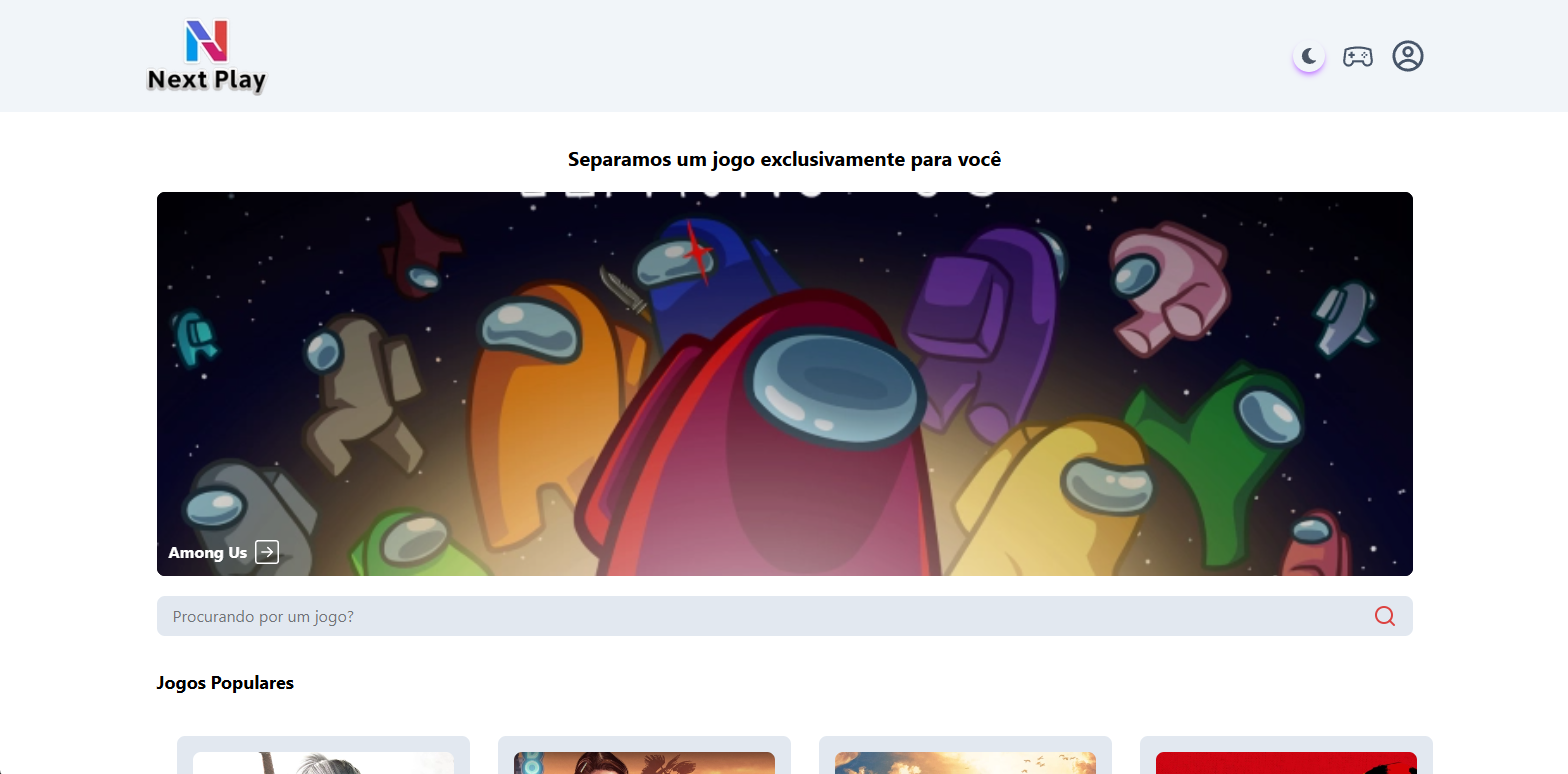 Next Play
Separamos um jogo exclusivamente para você
Among Us
Procurando por um jogo?
Jogos Populares